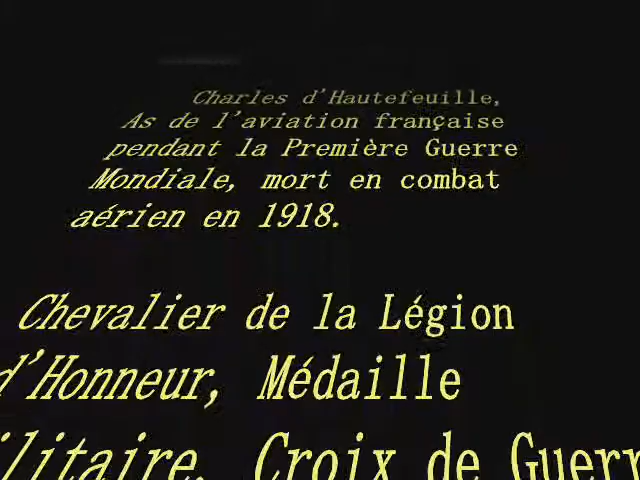 Charles d'Hautefeuille,
As de l'aviation française
pendant la Première Guerre
Mondiale, mort en combat
aérien en 1918.
Chevalier de la Légion
d'Honneur, Médaille
Croix de